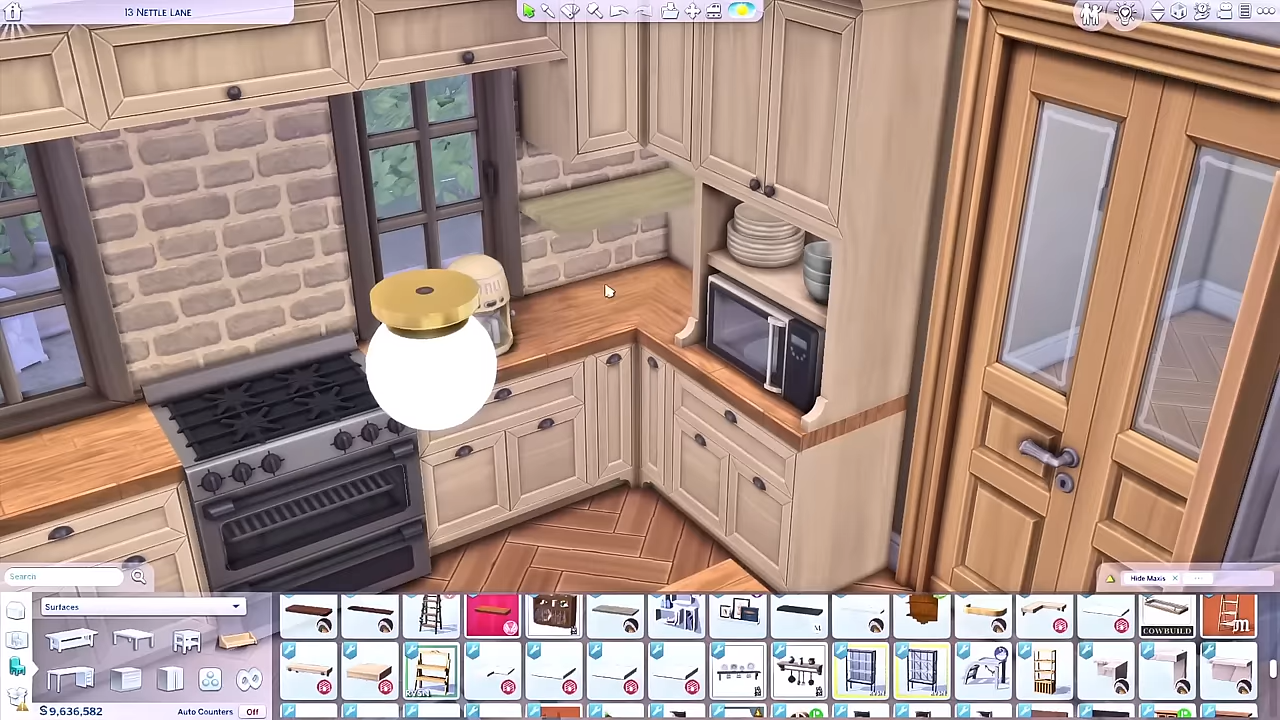 13 NETTLE LANE
Search
Hide Maxis ×
Surfaces
COWBUILD
§9,636,582
Auto Counters Off